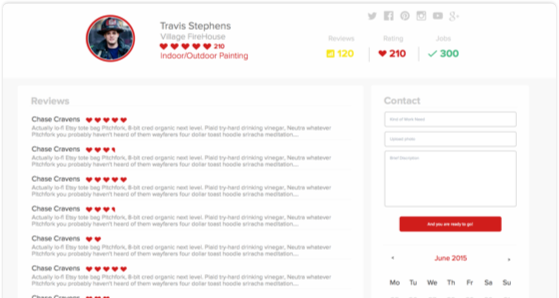 Travis Stephens
Village FireHouse
210
Indoor/Outdoor Painting
Reviews Rating Jobs
120 210 300
Reviews
Chase Cravens
Actually lo-fi Etsy tote bag Pitchfork, 8-bit cred organic next level. Plaid try-hard drinking vinegar, Neutra whatever
Pitchfork you probably haven't heard of them wayfarers four dollar toast hoodie sriracha meditation...
Chase Cravens
Actually lo-fi Etsy tote bag Pitchfork, 8-bit cred organic next level. Plaid try-hard drinking vinegar, Neutra whatever
Pitchfork you probably haven't heard of them wayfarers four dollar toast hoodie sriracha meditation...
Chase Cravens
Actually lo-fi Etsy tote bag Pitchfork, 8-bit cred organic next level. Plaid try-hard drinking vinegar, Neutra whatever
Pitchfork you probably haven't heard of them wayfarers four dollar toast hoodie sriracha meditation...
Chase Cravens
Actually lo-fi Etsy tote bag Pitchfork, 8-bit cred organic next level. Plaid try-hard drinking vinegar, Neutra whatever
Pitchfork you probably haven't heard of them wayfarers four dollar toast hoodie sriracha meditation...
Chase Cravens
Actually lo-fi Etsy tote bag Pitchfork, 8-bit cred organic next level. Plaid try-hard drinking vinegar, Neutra whatever
Pitchfork you probably haven't heard of them wayfarers four dollar toast hoodie sriracha meditation...
Chase Cravens
Actually lo-fi Etsy tote bag Pitchfork, 8-bit cred organic next level. Plaid try-hard drinking vinegar, Neutra whatever
Pitchfork you probably haven't heard of them wayfarers four dollar toast hoodie sriracha meditation...
Chase Cravens
Contact
Kind of Work Need
Upload photo
Brief Description
And you are ready to go!
June 2015
Mo Tu We Th Fr Sa Su